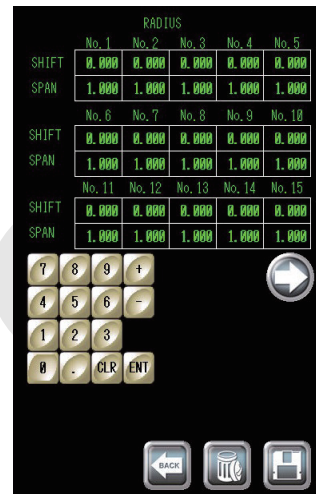 RADIUS
No.1 No.2 No.3 No.4 No.5
SHIFT 0.000 0.000 0.000 0.000 0.000
SPAN 1.000 1.000 1.000 1.000 1.000
No.6 No.7 No.8 No.9 No.10
SHIFT 0.000 0.000 0.000 0.000 0.000
SPAN 1.000 1.000 1.000 1.000 1.000
No.11 No.12 No.13 No.14 No.15
SHIFT 0.000 0.000 0.000 0.000 0.000
SPAN 1.000 1.000 1.000 1.000 1.000
7 8 9 +
4 5 6 -
1 2 3
0 . CLR ENT
BACK